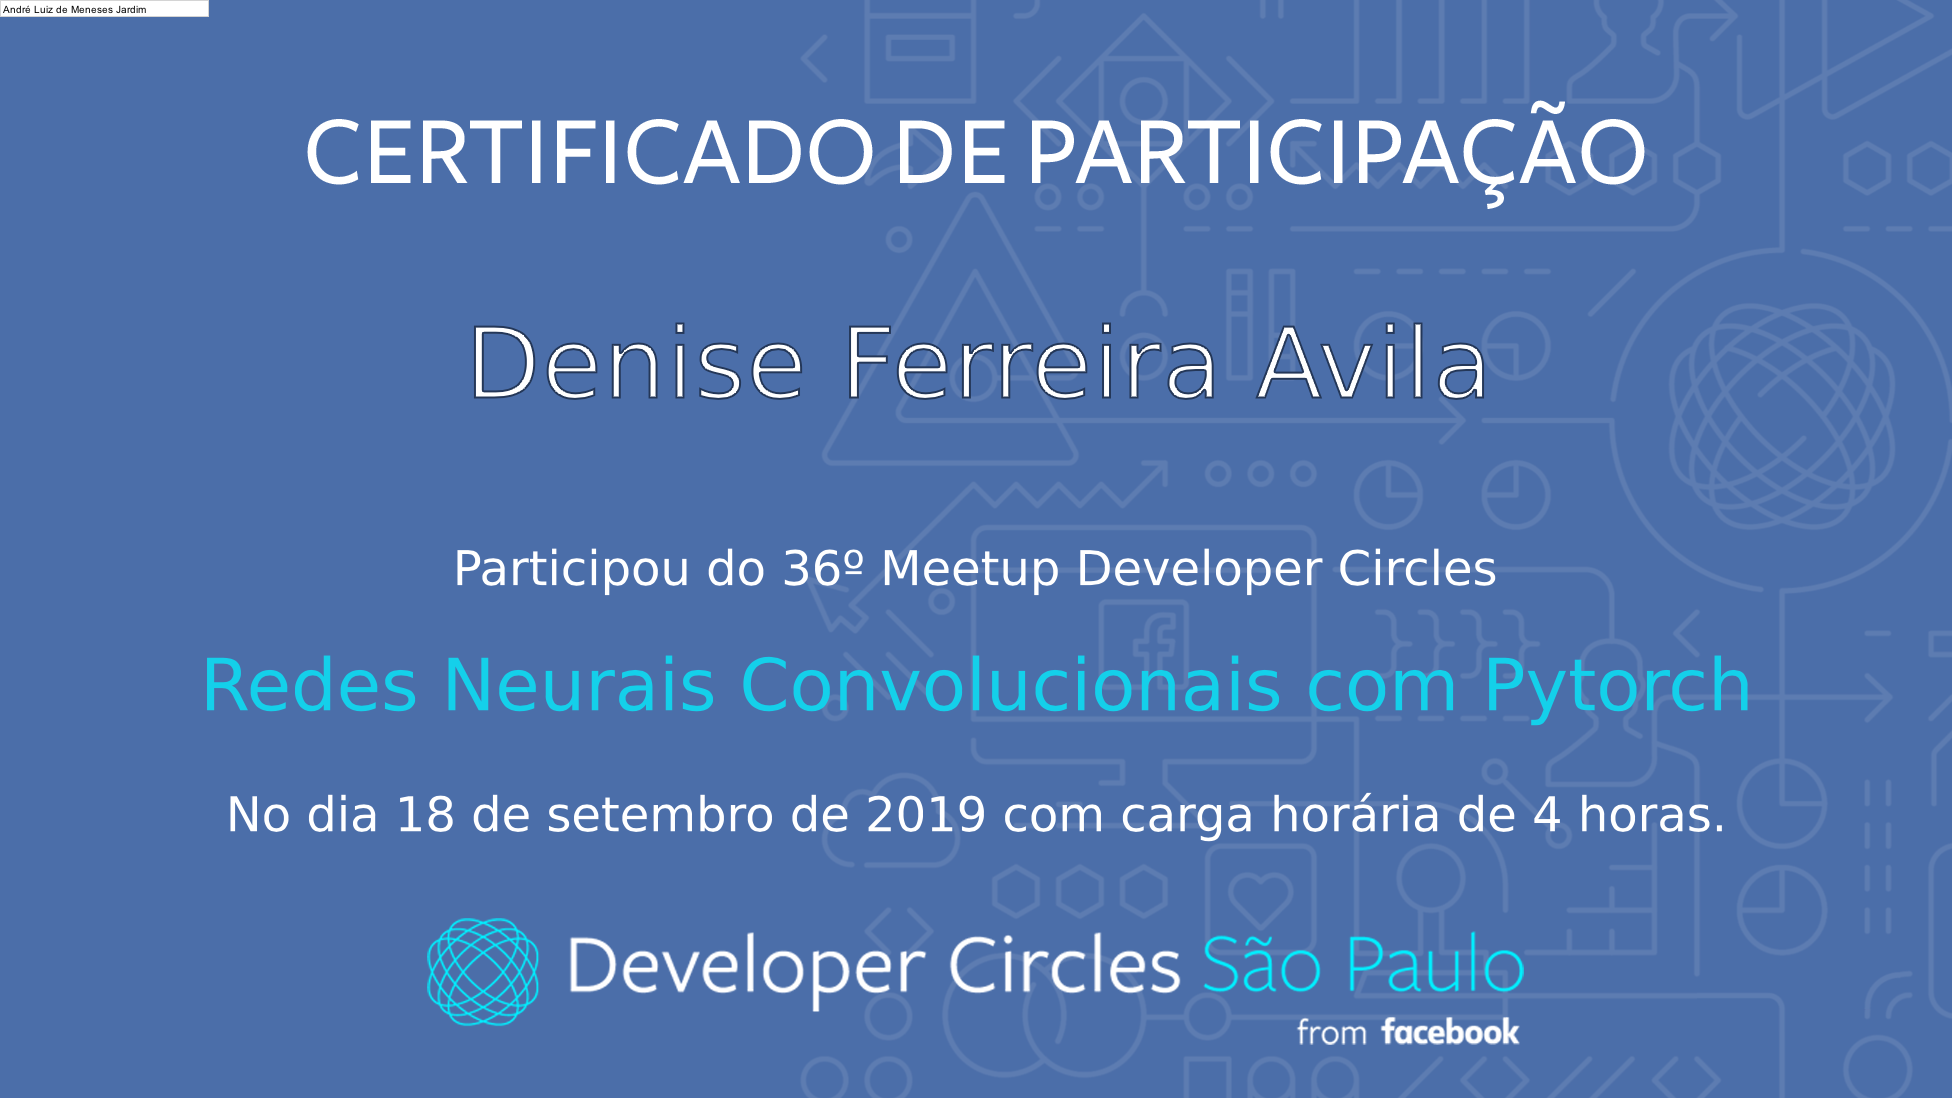 André Luiz de Meneses Jardim
CERTIFICADO DE PARTICIPAÇÃO
Denise Ferreira Avila
Participou do 36º Meetup Developer Circles
Redes Neurais Convolucionais com Pytorch
No dia 18 de setembro de 2019 com carga horária de 4 horas.
Developer Circles São Paulo
from facebook